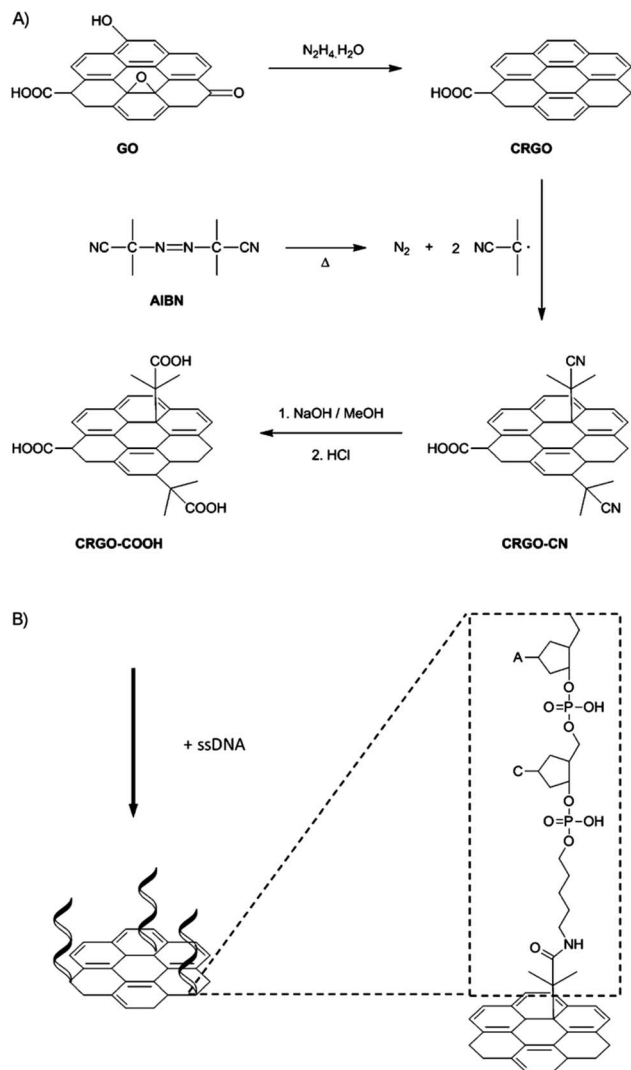 A)
HO
O
HOOC
O
GO
N₂H₄.H₂O
HOOC
CRGO
NC C N N C CN
AIBN
Δ
N₂ + 2 NC C ·
COOH
HOOC
COOH
CRGO-COOH
1. NaOH / MeOH
2. HCl
CN
HOOC
CN
CRGO-CN
B)
+ ssDNA
A
O
O=P-OH
O
C
O
O=P-OH
O
O NH